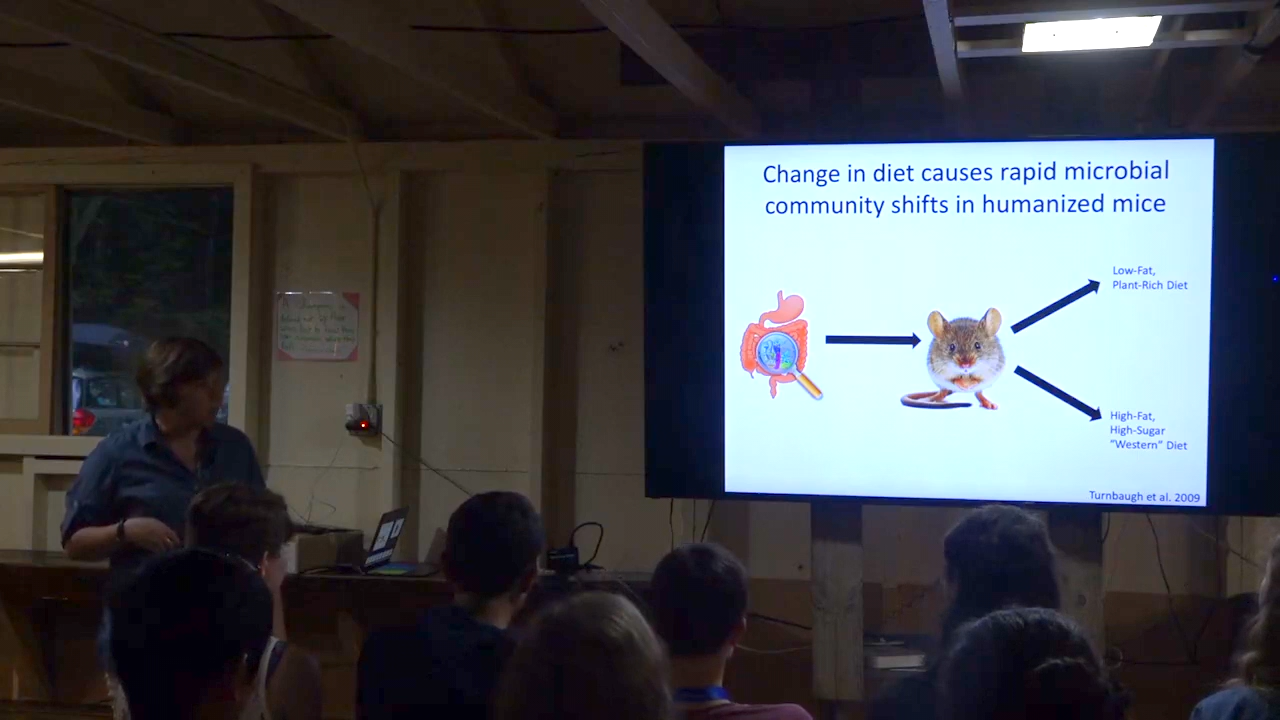 Change in diet causes rapid microbial
community shifts in humanized mice
Low-Fat,
Plant-Rich Diet
High-Fat,
High-Sugar
"Western" Diet
Turnbaugh et al. 2009